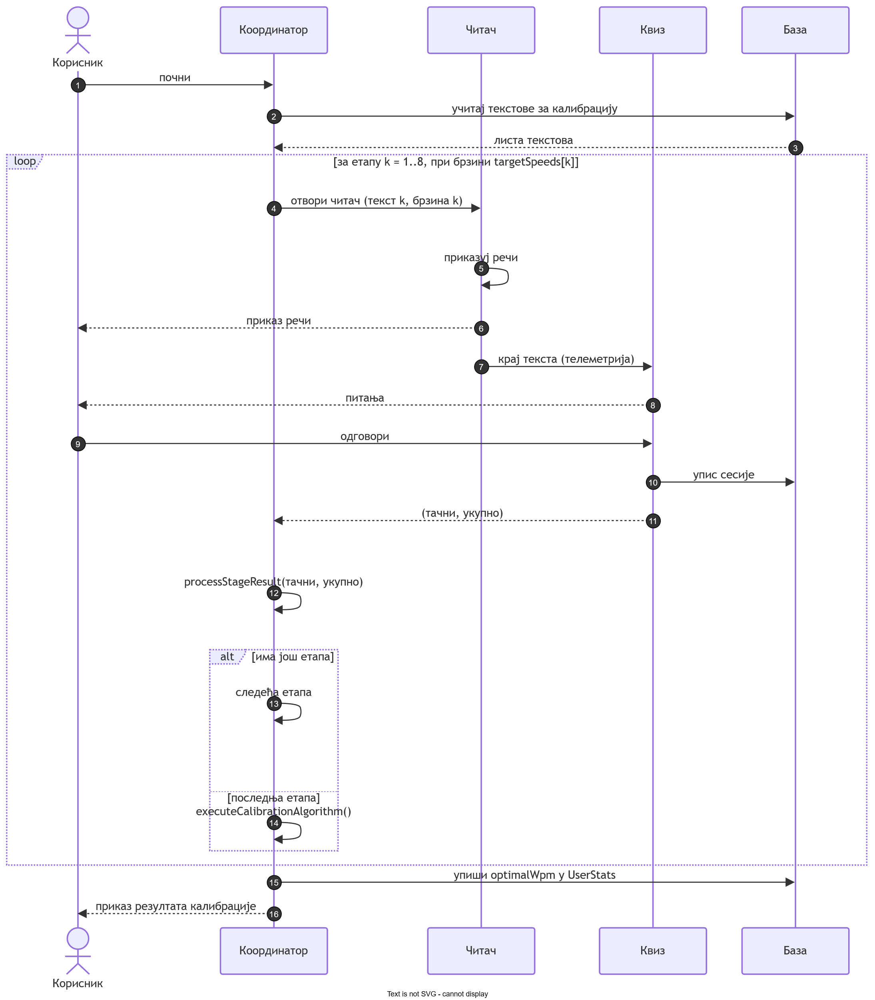 Координатор
Читач
Квиз
База
Корисник
почни
1
учитај текстове за калибрацију
2
листа текстова
3
loop
[за етапу k = 1..8, при брзини targetSpeeds[k]]
отвори читач (текст k, брзина k)
4
приказуј речи
5
приказ речи
6
крај текста (телеметрија)
7
питања
8
одговори
9
упис сесије
10
(тачни, укупно)
11
processStageResult(тачни, укупно)
12
alt
[има још етапа]
следећа етапа
13
[последња етапа]
executeCalibrationAlgorithm()
14
упиши optimalWpm у UserStats
15
приказ резултата калибрације
16
Координатор
Читач
Квиз
База
Корисник
Text is not SVG - cannot display